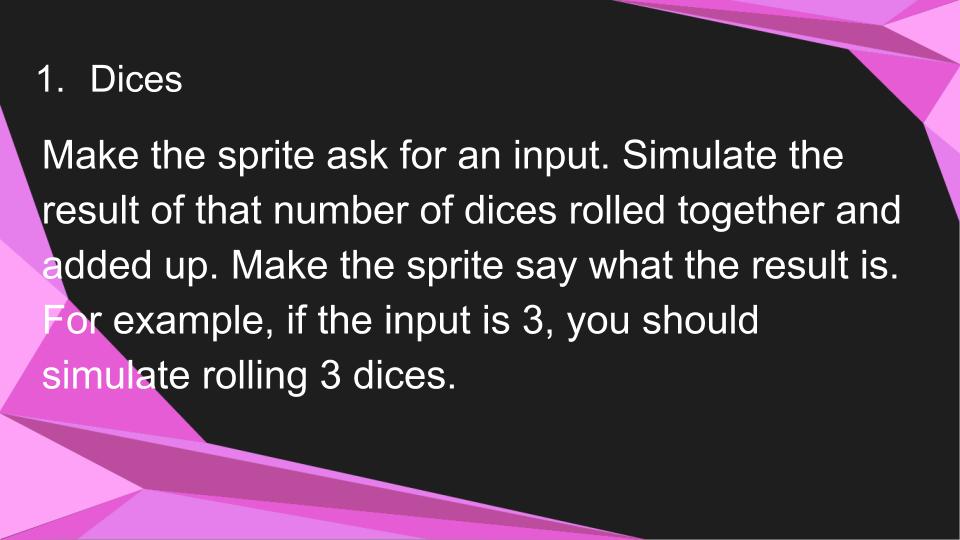 1. Dices
Make the sprite ask for an input. Simulate the
result of that number of dices rolled together and
added up. Make the sprite say what the result is.
For example, if the input is 3, you should
simulate rolling 3 dices.